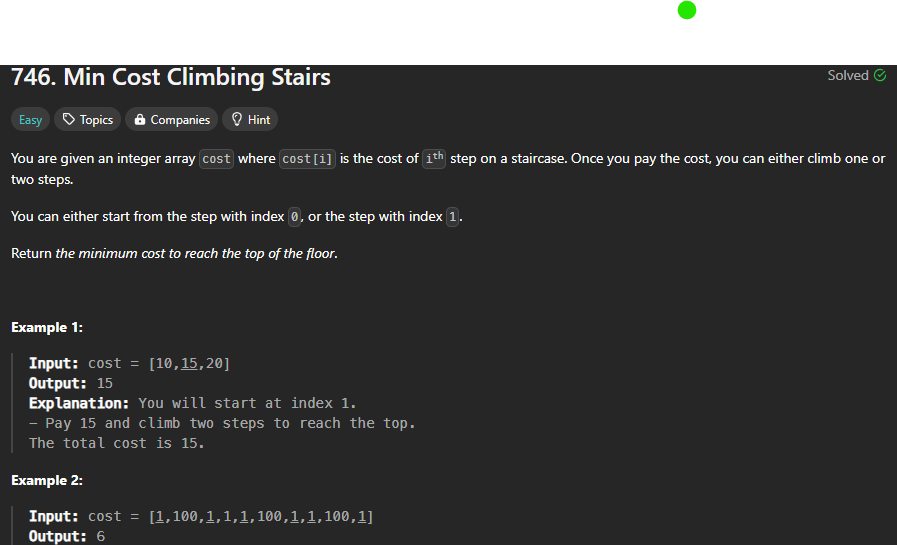 746. Min Cost Climbing Stairs
Solved
Easy Topics Companies Hint
You are given an integer array cost where cost[i] is the cost of ith step on a staircase. Once you pay the cost, you can either climb one or
two steps.
You can either start from the step with index 0, or the step with index 1.
Return the minimum cost to reach the top of the floor.
Example 1:
Input: cost = [10,15,20]
Output: 15
Explanation: You will start at index 1.
- Pay 15 and climb two steps to reach the top.
The total cost is 15.
Example 2:
Input: cost = [1,100,1,1,1,100,1,1,100,1]
Output: 6